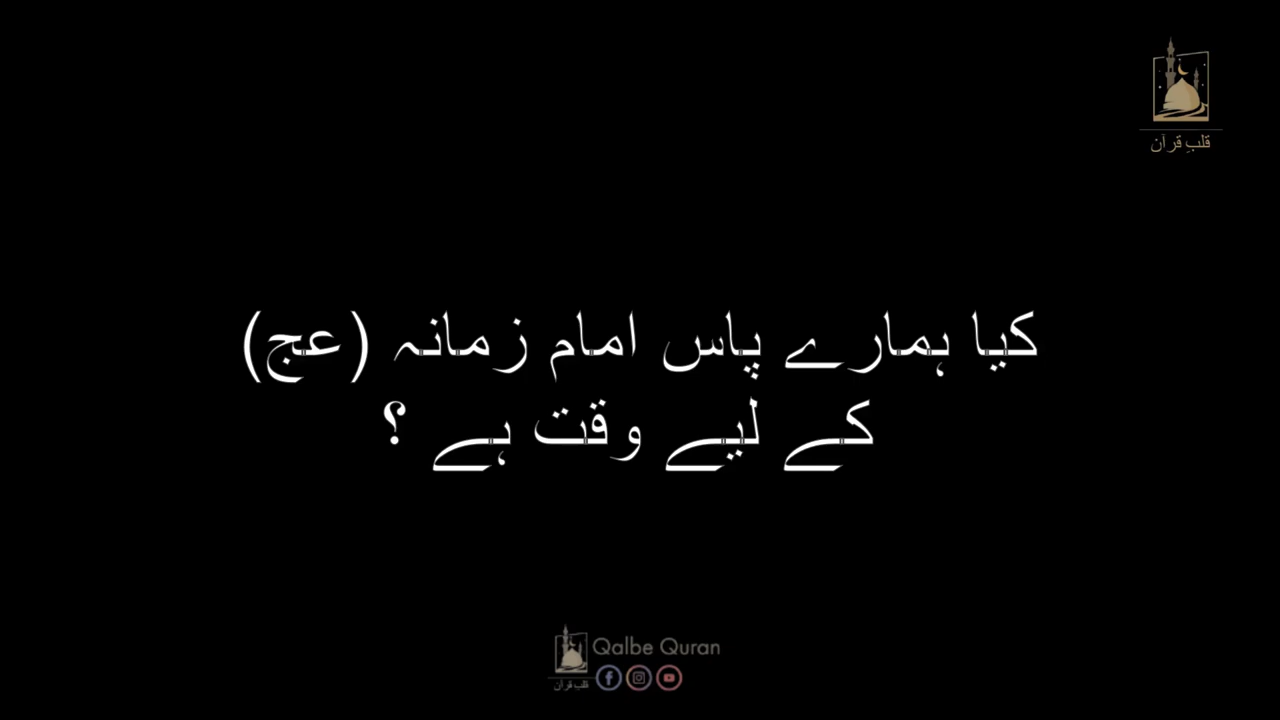 قلبِ قرآن
کیا ہمارے پاس امام زمانہ (عج)
کے لیے وقت ہے ؟
Qalbe Quran
قلبِ قرآن